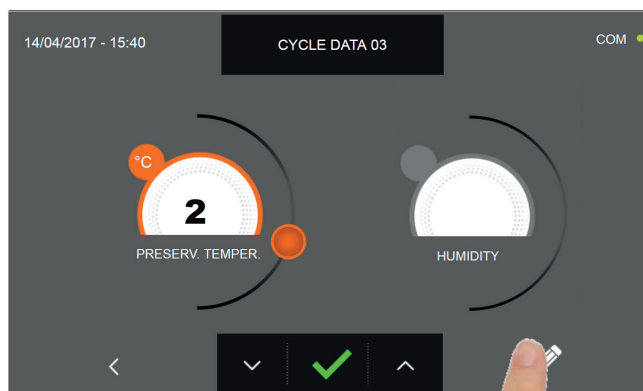 14/04/2017 - 15:40
CYCLE DATA 03
COM
°C
2
PRESERV. TEMPER.
HUMIDITY